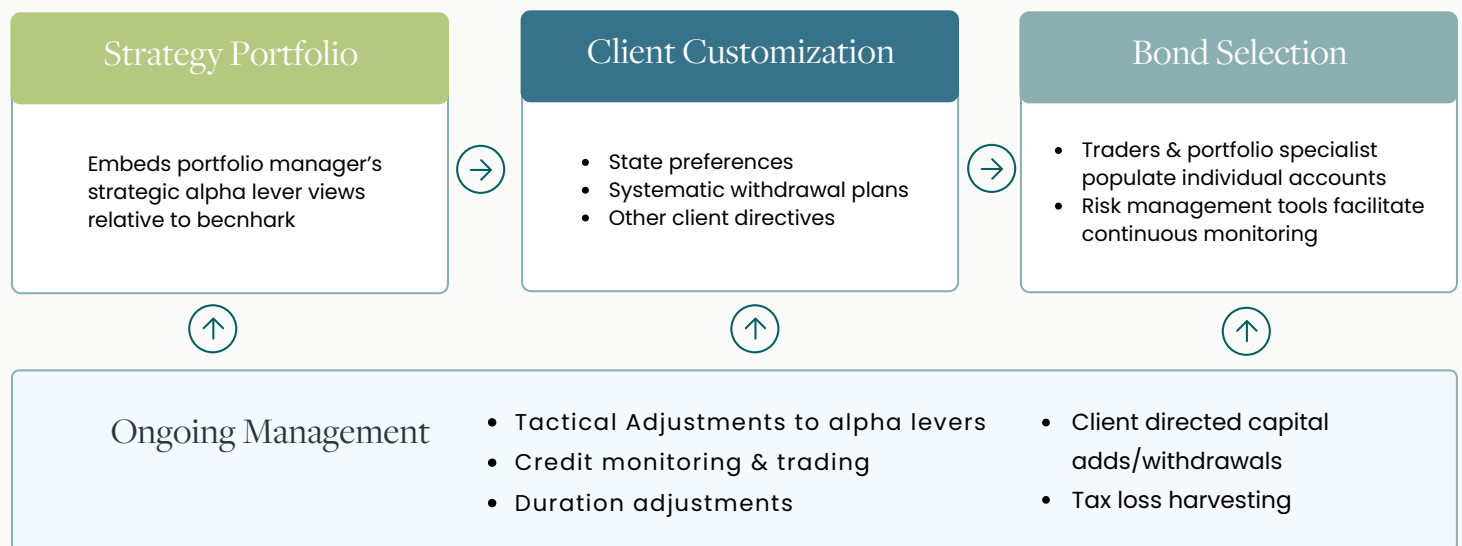 Strategy Portfolio
Embeds portfolio manager's
strategic alpha lever views
relative to becnhark
Client Customization
• State preferences
• Systematic withdrawal plans
• Other client directives
Bond Selection
• Traders & portfolio specialist
populate individual accounts
• Risk management tools facilitate
continuous monitoring
Ongoing Management
• Tactical Adjustments to alpha levers
• Credit monitoring & trading
• Duration adjustments
• Client directed capital
adds/withdrawals
• Tax loss harvesting